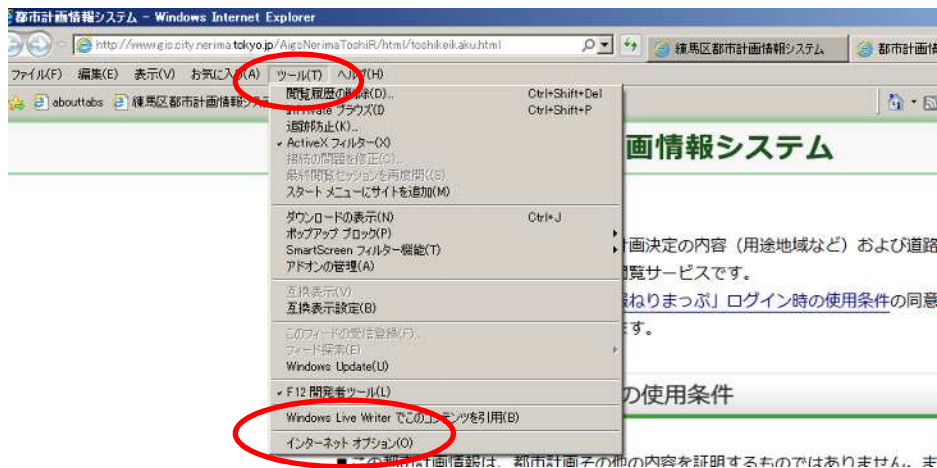 都市計画情報システム - Windows Internet Explorer
http://www.gis.city.nerima.tokyo.jp/AigsNerimaToshiR/html/toshikeikaku.html
練馬区都市計画情報システム
都市計画情
ファイル(F) 編集(E) 表示(V) お気に入り(A) ツール(T) ヘルプ(H)
abouttabs 練馬区都市計画情報システ
閲覧履歴の削除(D)... Ctrl+Shift+Del
InPrivate ブラウズ(I) Ctrl+Shift+P
追跡防止(K)...
ActiveX フィルター(X)
接続の問題を修正(C)...
最終閲覧セッションを再度開く(S)
スタート メニューにサイトを追加(M)
ダウンロードの表示(N) Ctrl+J
ポップアップ ブロック(P)
SmartScreen フィルター機能(T)
アドオンの管理(A)
互換表示(V)
互換表示設定(B)
このフィードの受信登録(F)...
フィード探索(E)
Windows Update(U)
F12 開発者ツール(L)
Windows Live Writer でこのコンテンツを引用(B)
インターネット オプション(O)
画情報システム
計画決定の内容（用途地域など）および道路
閲覧サービスです。
報ねりまっぷ」ログイン時の使用条件の同意
ます。
の使用条件
■この都市計画情報は、都市計画その他の内容を証明するものではありません。ま